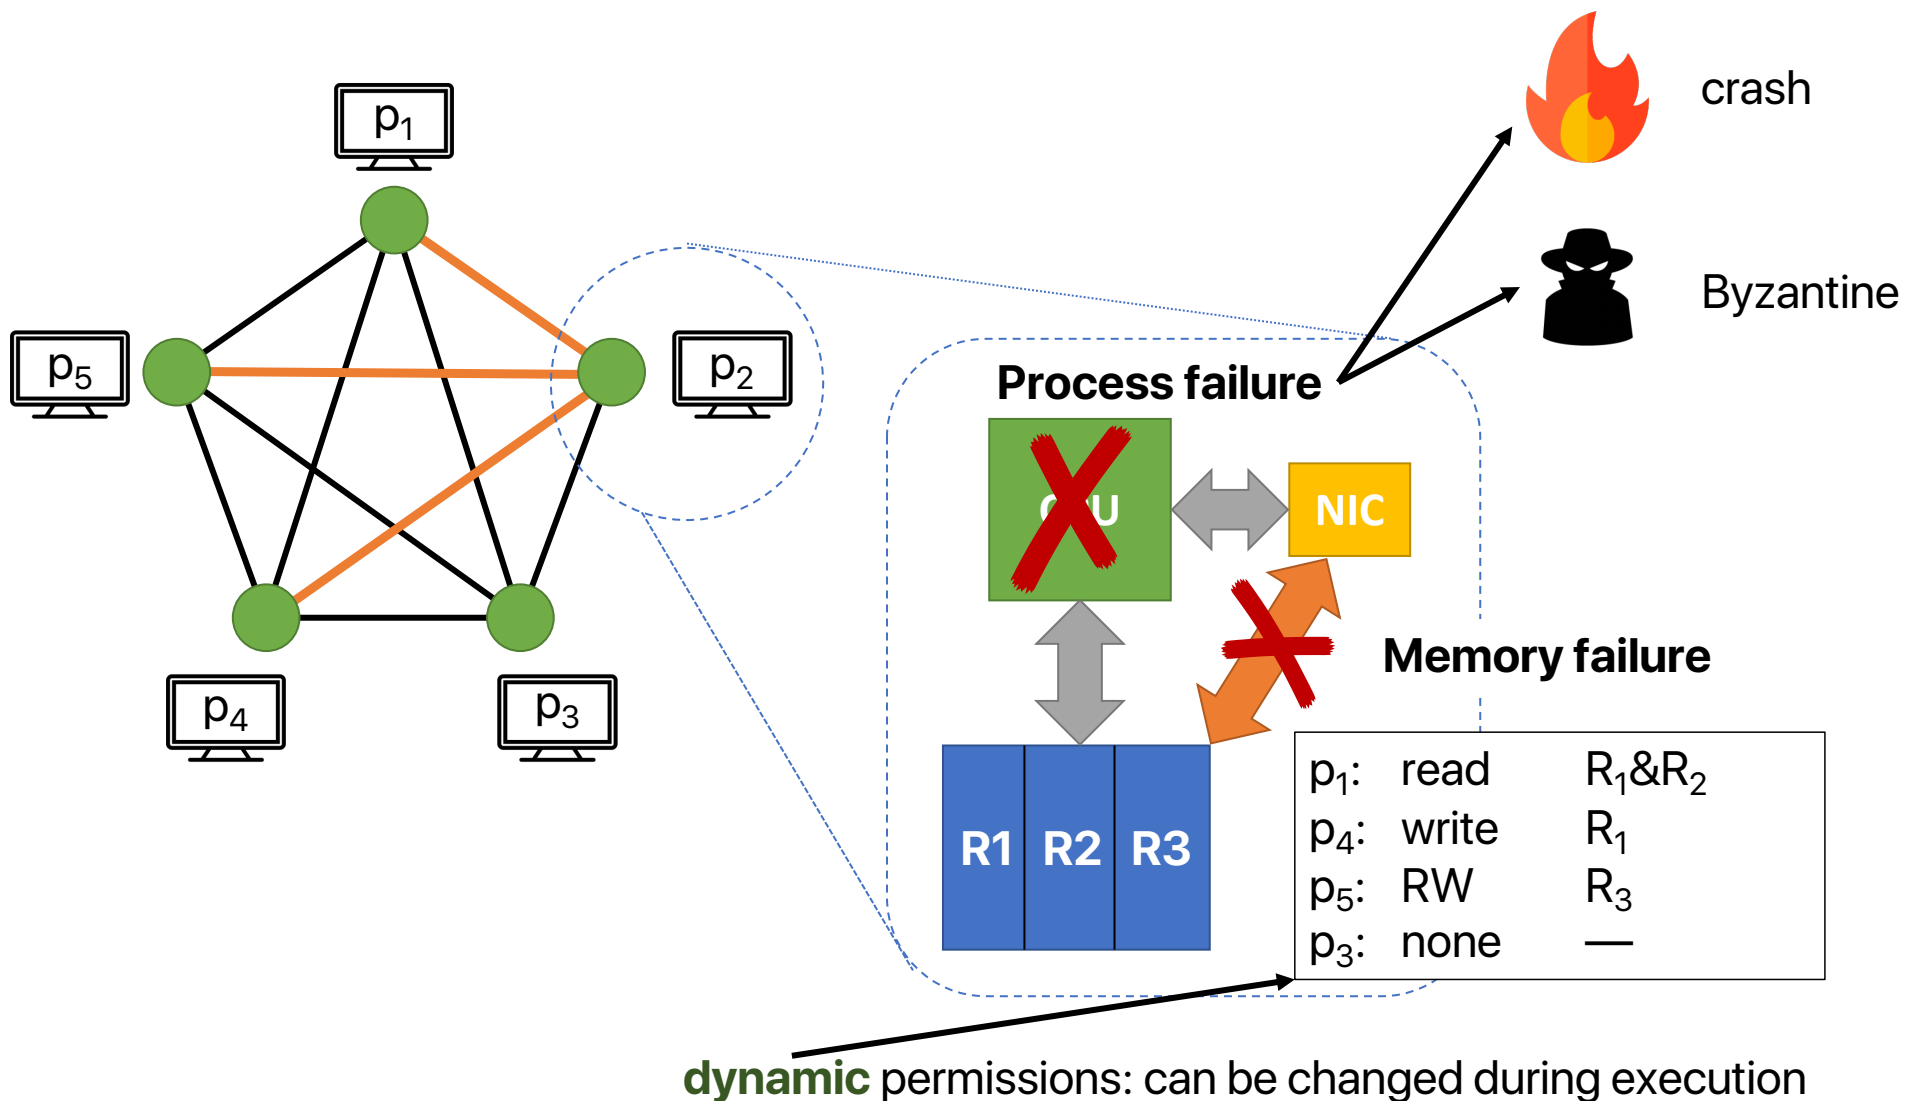 p₁
crash
Byzantine
p₅
p₂
Process failure
NIC
Memory failure
p₄
p₃
p₁: read R₁&R₂
p₄: write R₁
p₅: RW R₃
p₃: none —
R1 R2 R3
dynamic permissions: can be changed during execution